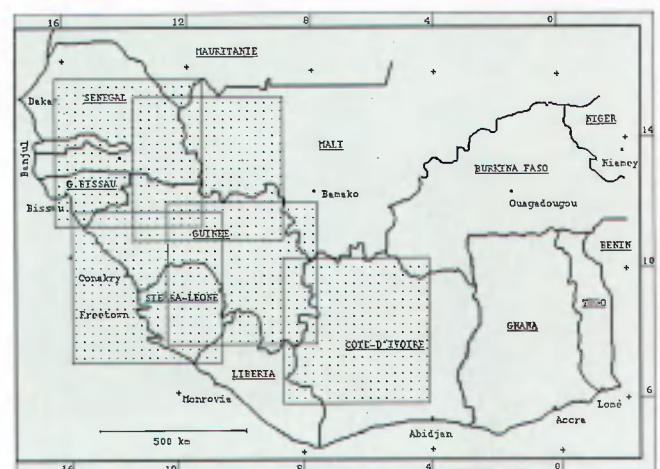 16 12 8 4 0
MAURITANIE
Dakar
SENEGAL
14
NIGER
Banjul
MALI
BURKINA FASO
Niamey
G.BISSAU
Bamako
Bissau
Ouagadougou
GUINEE
BENIN
10
Conakry
SIERRA-LEONE
TOGO
Freetown
GHANA
COTE-D'IVOIRE
LIBERIA
Monrovia
6
Lomé
Accra
Abidjan
500 km
16 12 8 4 0